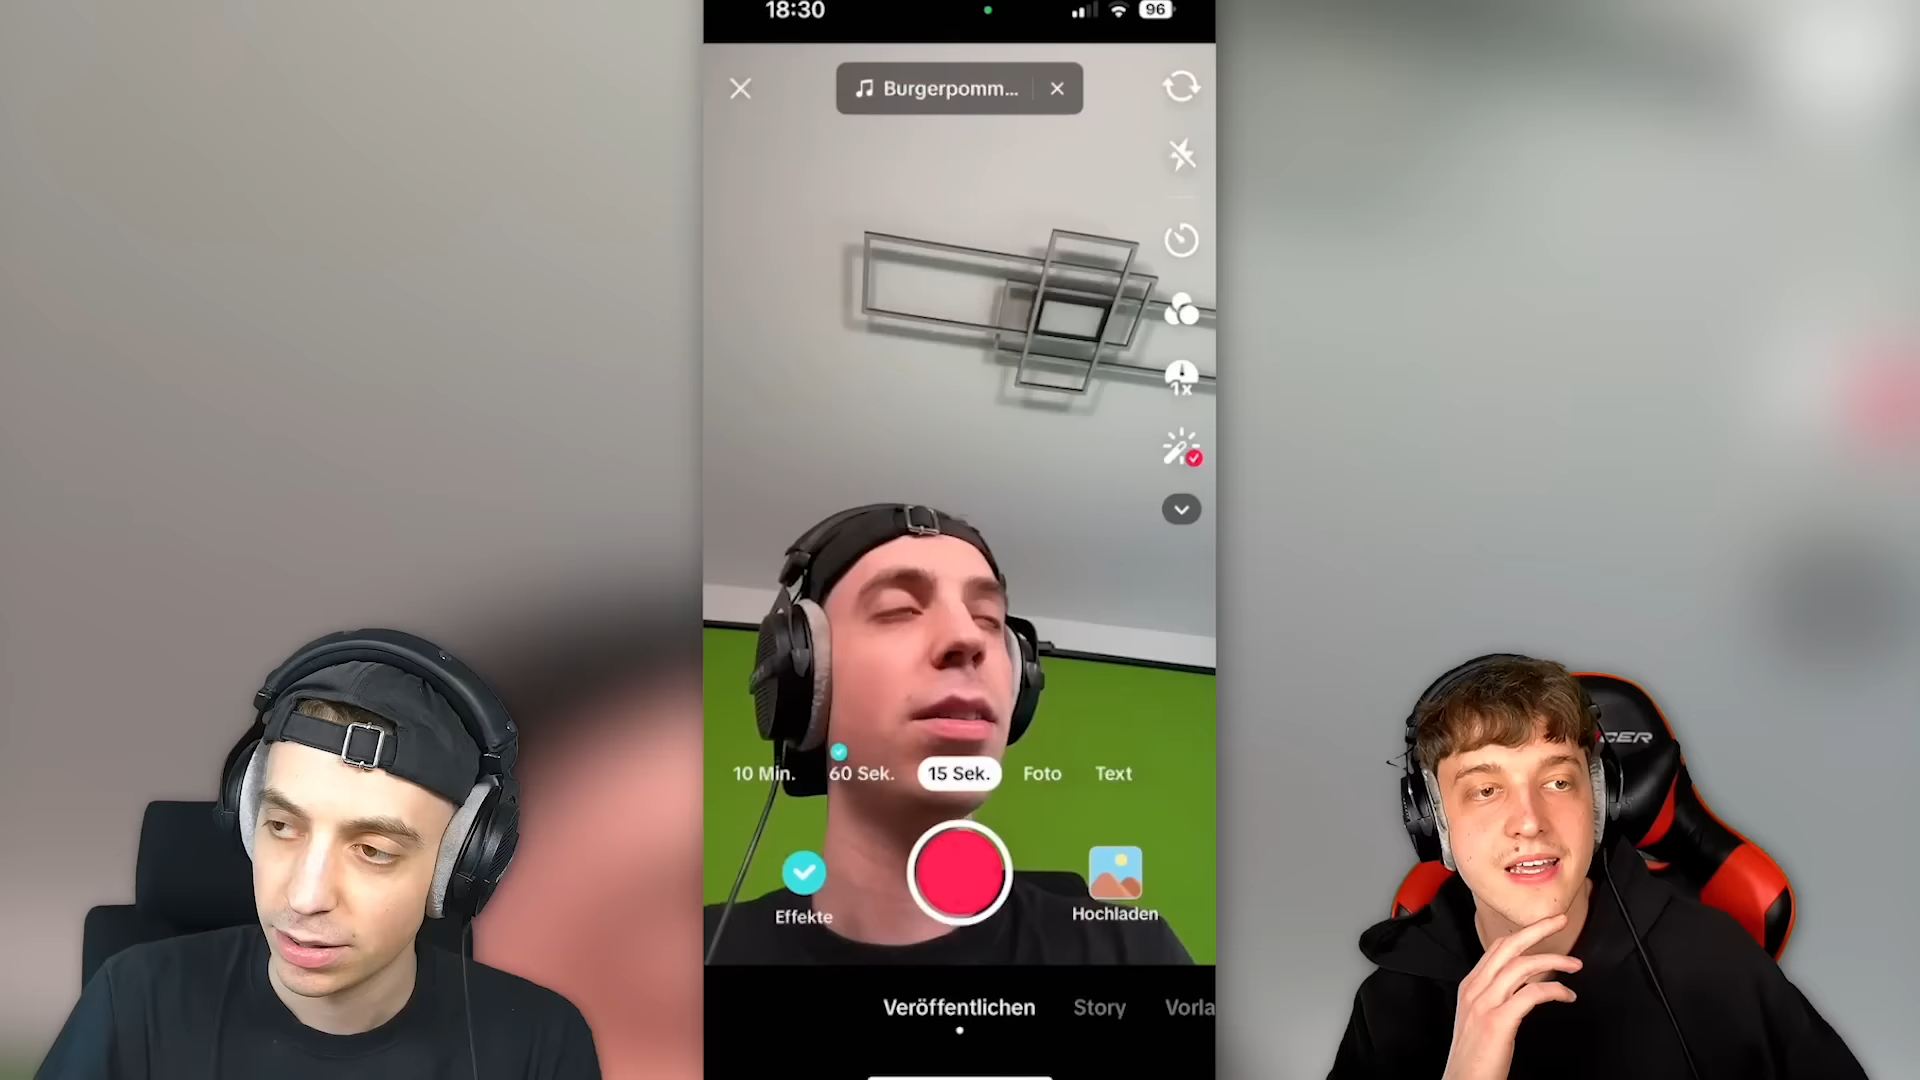 18:30
96
Burgerpomm...
1x
10 Min.
60 Sek.
15 Sek.
Foto
Text
Effekte
Hochladen
Veröffentlichen
Story
Vorla